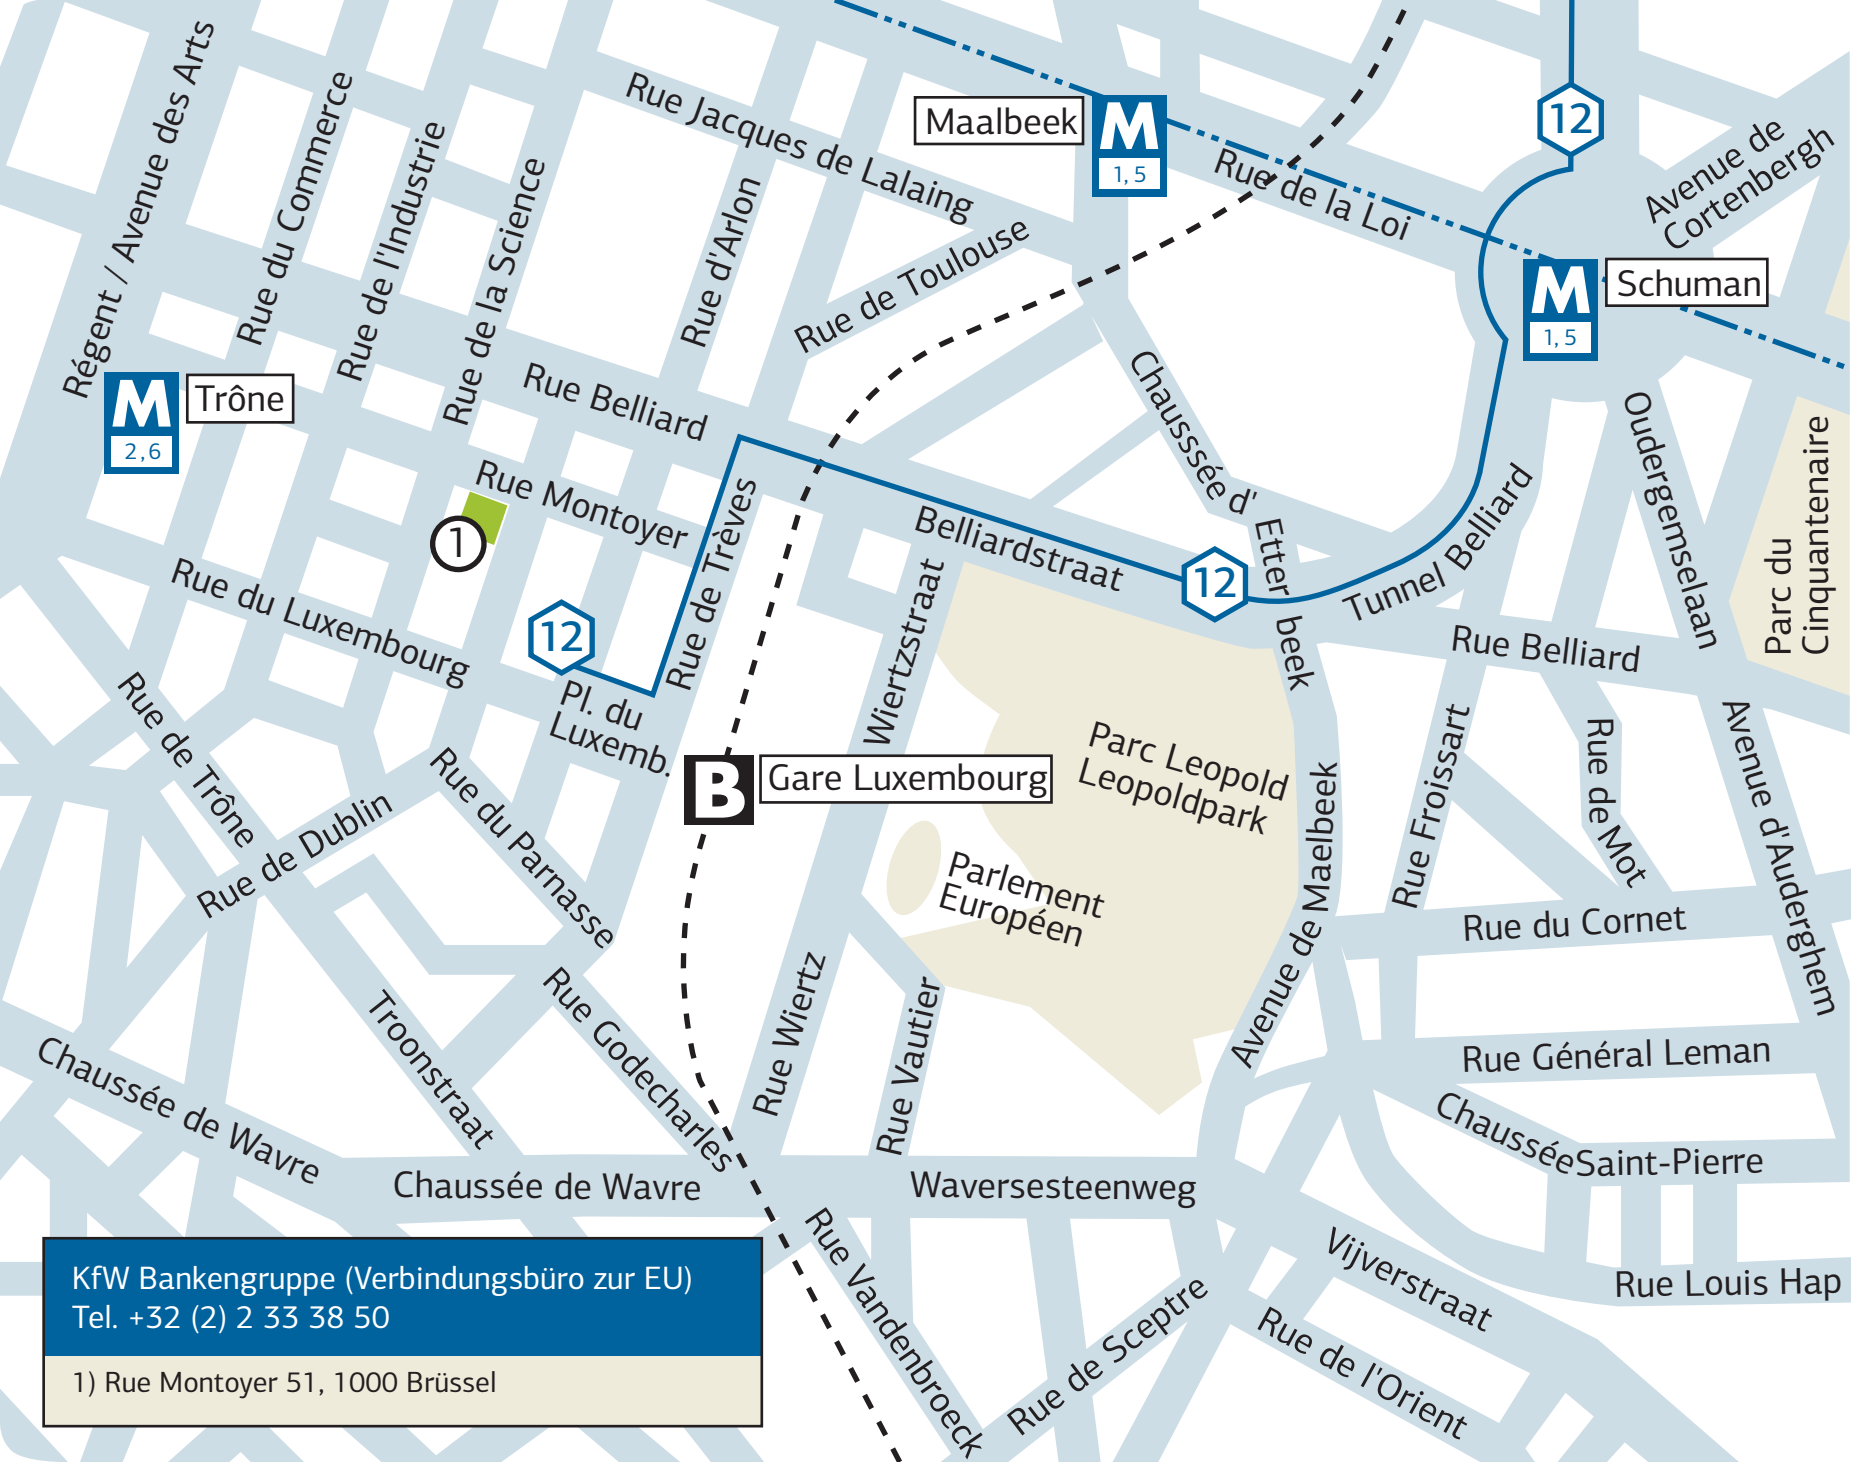 Régent / Avenue des Arts
Rue du Commerce
Rue de l'Industrie
Rue de la Science
Rue Jacques de Lalaing
Rue d'Arlon
Rue de Toulouse
Maalbeek
M
1, 5
Rue de la Loi
12
Avenue de
Cortenbergh
M
1, 5
Schuman
M
2,6
Trône
Rue Belliard
Rue Montoyer
1
Rue de Trèves
Belliardstraat
12
Chausssée d'
Etter
beek
Tunnel Belliard
Oudergemselaan
Parc du
Cinquantenaire
Rue Belliard
Rue du Luxembourg
12
Pl. du
Luxemb.
Wiertzstraat
B
Gare Luxembourg
Parc Leopold
Leopoldpark
Parlement
Européen
Avenue de Maelbeek
Rue Froissart
Rue de Mot
Avenue d'Auderghem
Rue du Cornet
Rue de Trône
Rue de Dublin
Rue du Parnasse
Rue Godecharles
Troonstraat
Rue Wiertz
Rue Vautier
Rue Général Leman
Chaussée
Saint-Pierre
Chaussée de Wavre
Chaussée de Wavre
Waversesteenweg
Rue Vandenbroeck
Rue de Sceptre
Vijverstraat
Rue de l'Orient
Rue Louis Hap
KfW Bankengruppe (Verbindungsbüro zur EU)
Tel. +32 (2) 2 33 38 50
1) Rue Montoyer 51, 1000 Brüssel